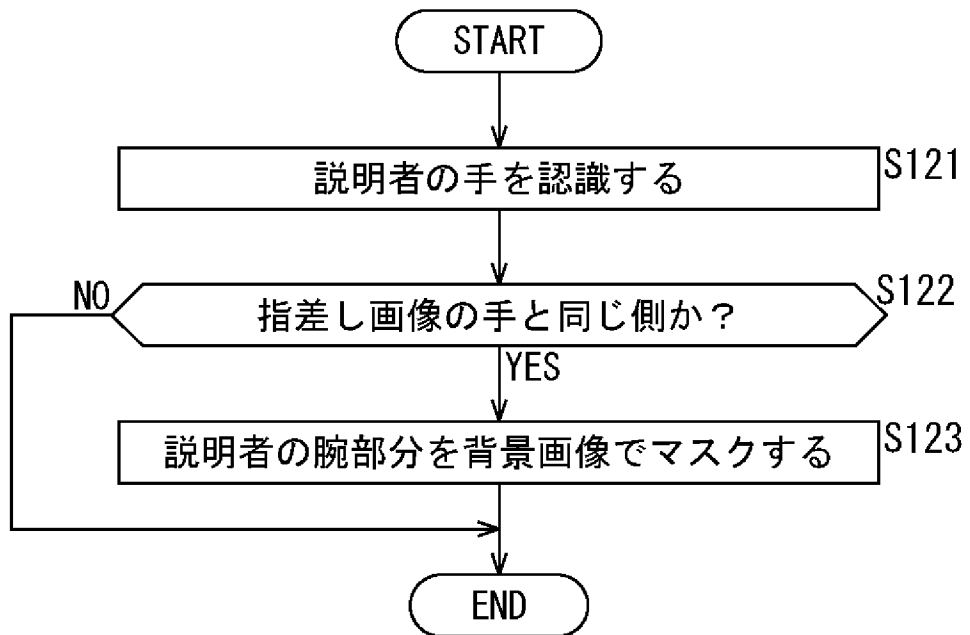 START
説明者の手を認識する
S121
指差し画像の手と同じ側か？
S122
NO
YES
説明者の腕部分を背景画像でマスクする
S123
END